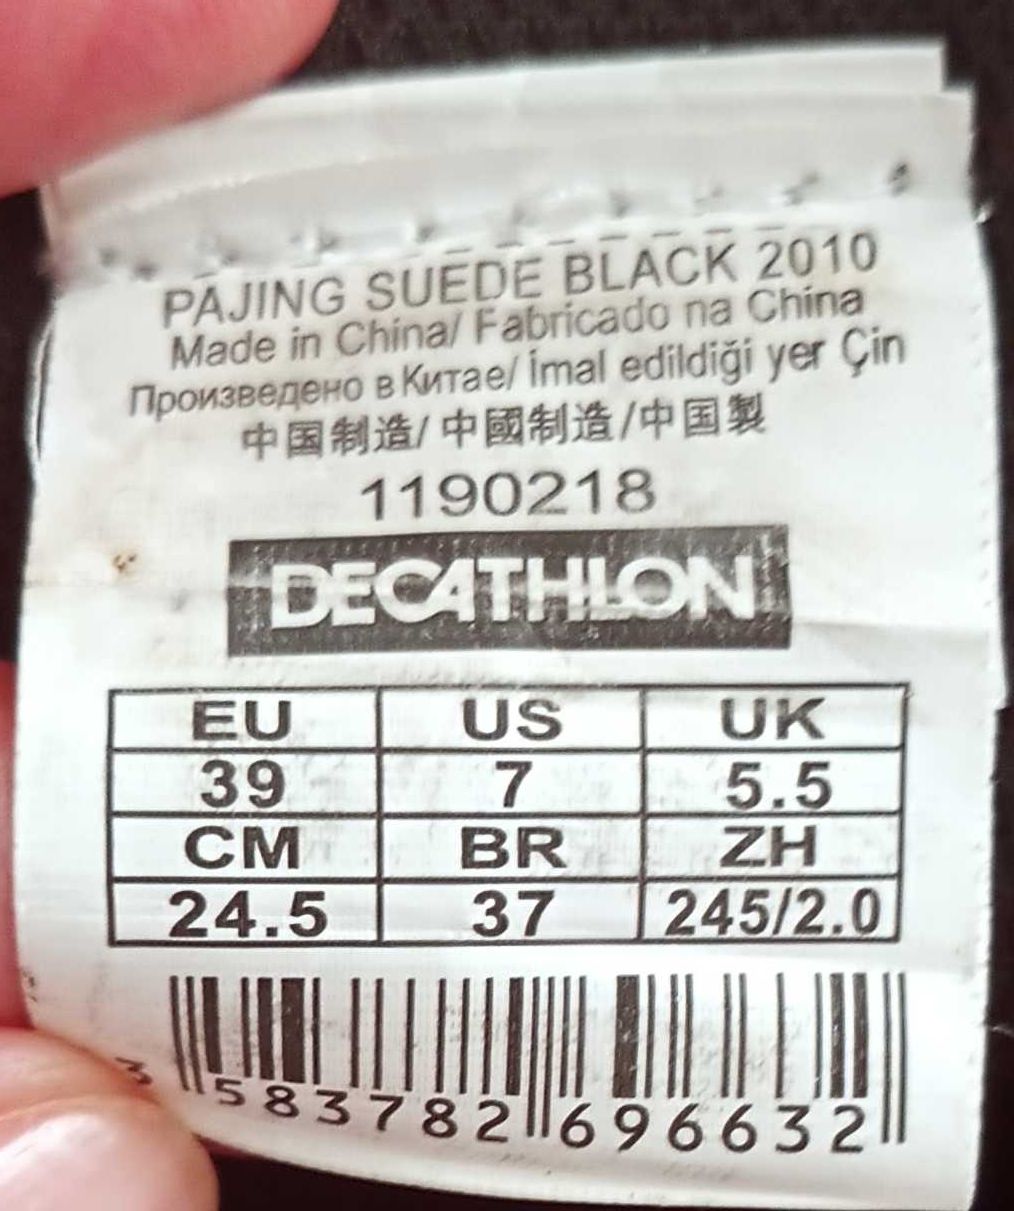 PAJING SUEDE BLACK 2010
Made in China/ Fabricado na China
Произведено в Китае/ İmal edildiği yer Çin
中国制造/ 中國制造/中国製
1190218
DECATHLON
EU US UK
39 7 5.5
CM BR ZH
24.5 37 245/2.0
3 583782 696632